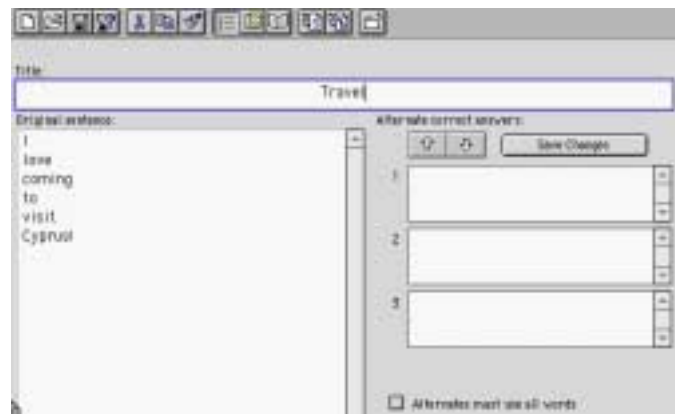 Title:
Travel
Original sentence:
I
love
coming
to
visit
Cyprus!
Alternate correct answers:
Save Changes
1
2
3
Alternates must use all words